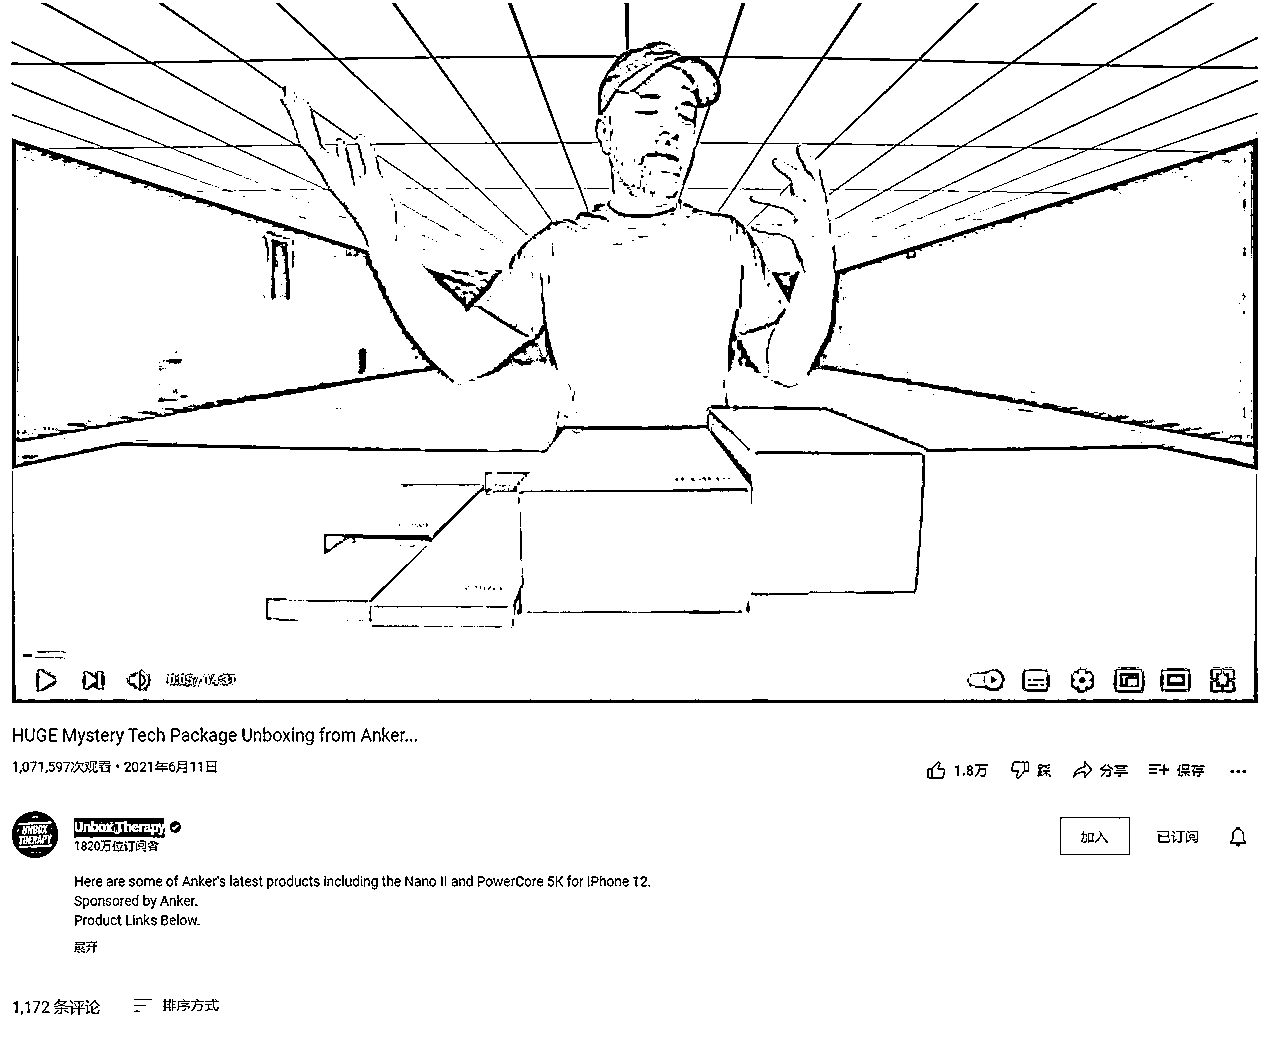 HUGE Mystery Tech Package Unboxing from Anker...
1,071,597次观看 • 2021年6月11日
1.8万 踩 分享 保存
UNBOX THERAPY
Unbox Therapy
1820万位订阅者
加入 已订阅
Here are some of Anker's latest products including the Nano II and PowerCore 5K for iPhone 12.
Sponsored by Anker.
Product Links Below.
展开
1,172 条评论 排序方式